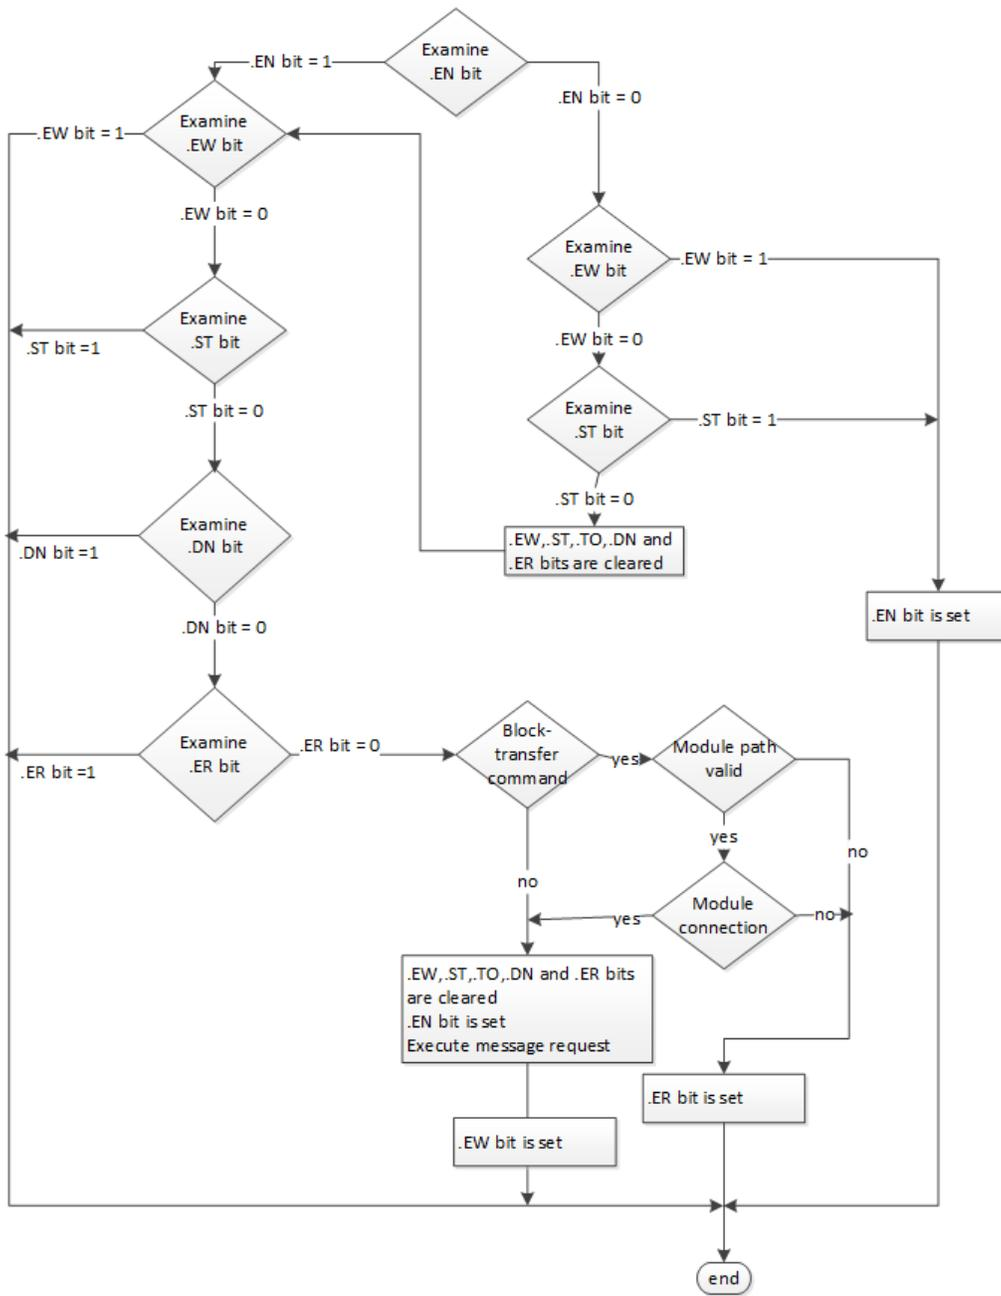 Examine
.EN bit
.EN bit = 1
.EN bit = 0
Examine
.EW bit
.EW bit = 1
.EW bit = 0
Examine
.EW bit
.EW bit = 1
.EW bit = 0
Examine
.ST bit
.ST bit =1
.ST bit = 0
Examine
.ST bit
.ST bit = 1
.ST bit = 0
.EW,.ST,.TO,.DN and
.ER bits are cleared
Examine
.DN bit
.DN bit =1
.DN bit = 0
.EN bit is set
Examine
.ER bit
.ER bit =1
.ER bit = 0
Block-
transfer
command
yes
Module path
valid
yes
no
no
Module
connection
yes
no
.EW,.ST,.TO,.DN and .ER bits
are cleared
.EN bit is set
Execute message request
.ER bit is set
.EW bit is set
end